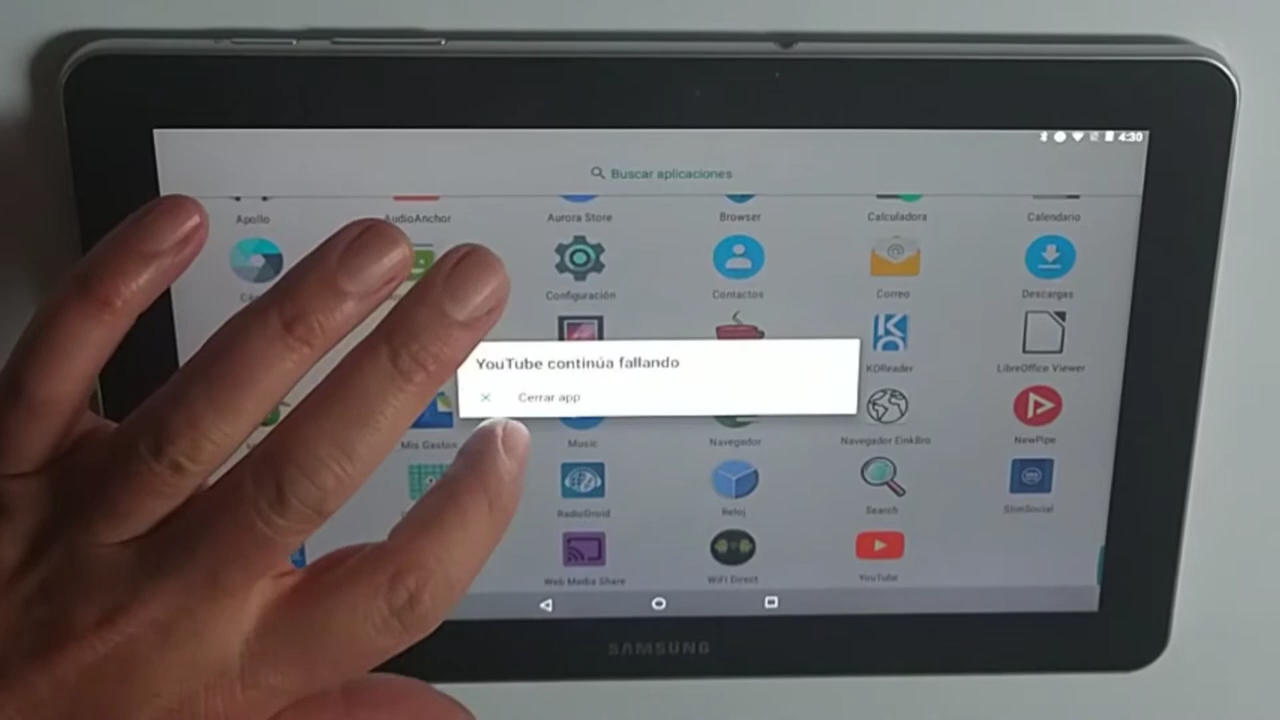 4:30
Buscar aplicaciones
Apollo
AudioAnchor
Aurora Store
Browser
Calculadora
Calendario
Configuración
Contactos
Correo
Descargas
YouTube continúa fallando
KOReader
LibreOffice Viewer
Cerrar app
Mis Gastos
Music
Navegador
Navegador EinkBro
NewPipe
RadioDroid
Reloj
Search
SlimSocial
Web Media Share
WiFi Direct
YouTube
SAMSUNG